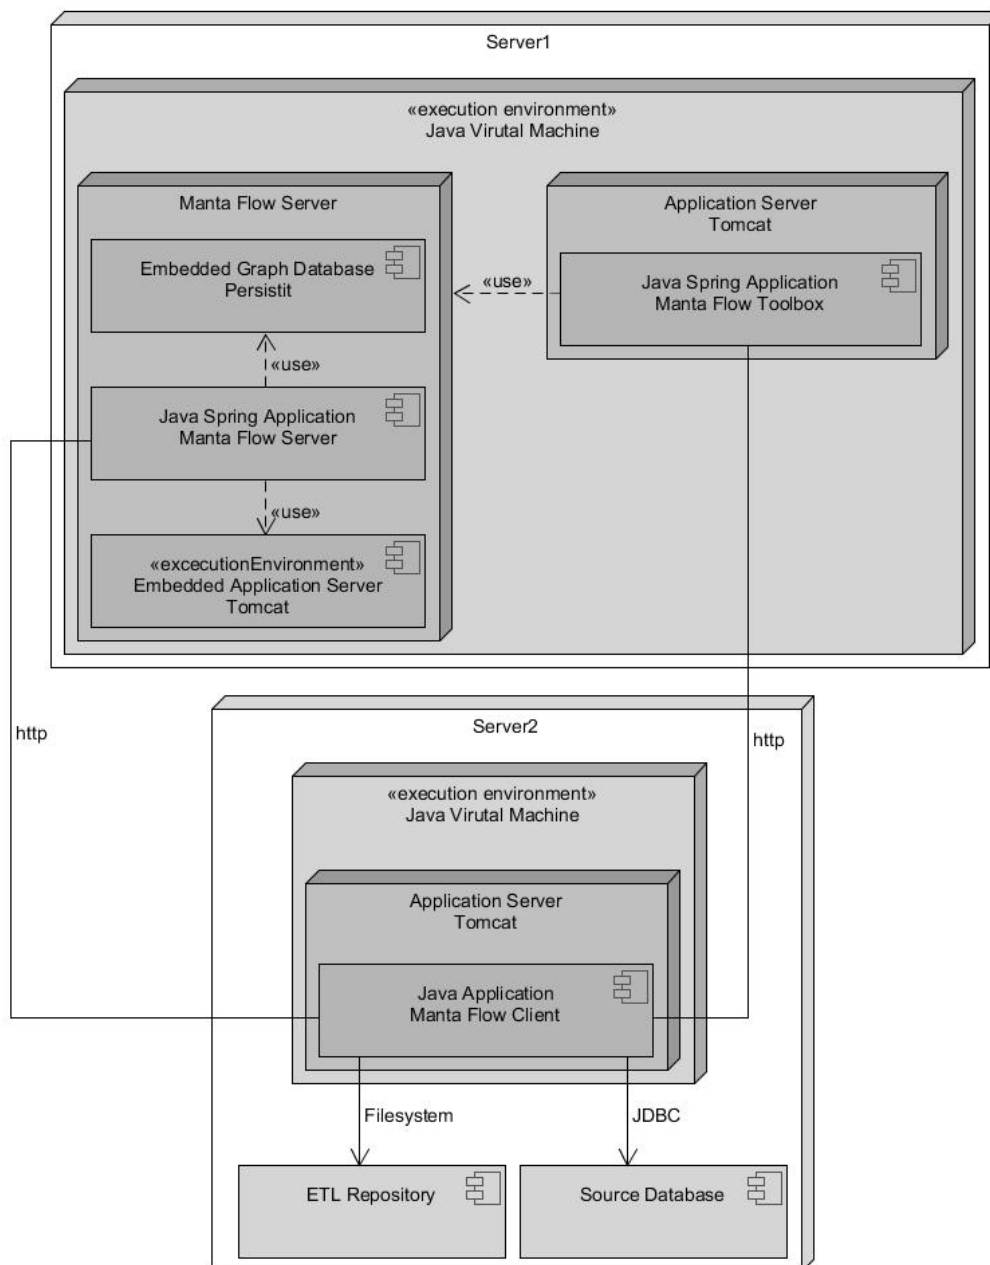 Server1
«execution environment»
Java Virutal Machine
Manta Flow Server
Application Server
Tomcat
Embedded Graph Database
Persistit
Java Spring Application
Manta Flow Toolbox
«use»
«use»
Java Spring Application
Manta Flow Server
«use»
«excecutionEnvironment»
Embedded Application Server
Tomcat
http
Server2
http
«execution environment»
Java Virutal Machine
Application Server
Tomcat
Java Application
Manta Flow Client
Filesystem
JDBC
ETL Repository
Source Database